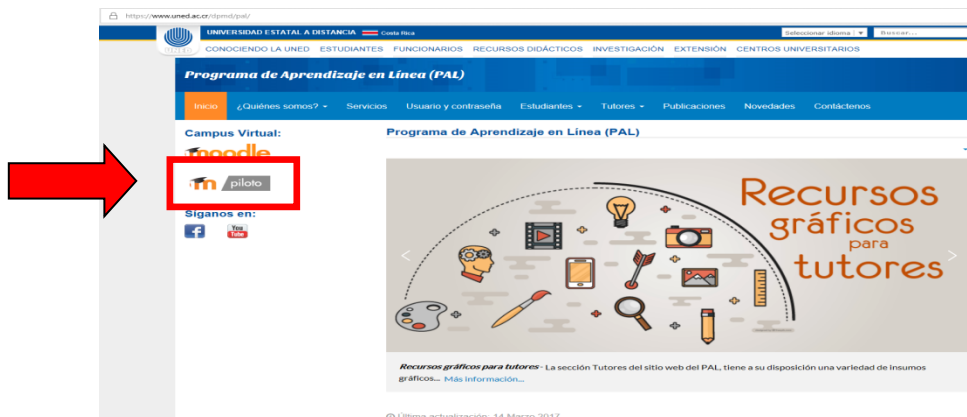 https://www.uned.ac.cr/dpmd/pal/
UNIVERSIDAD ESTATAL A DISTANCIA Costa Rica
Seleccionar idioma ▼ Buscar...
CONOCIENDO LA UNED ESTUDIANTES FUNCIONARIOS RECURSOS DIDÁCTICOS INVESTIGACIÓN EXTENSIÓN CENTROS UNIVERSITARIOS
Programa de Aprendizaje en Línea (PAL)
Inicio ¿Quiénes somos? Servicios Usuario y contraseña Estudiantes Tutores Publicaciones Novedades Contáctenos
Campus Virtual:
moodle
m / piloto
Síganos en:
f You Tube
Programa de Aprendizaje en Línea (PAL)
Recursos
gráficos
para
tutores
Recursos gráficos para tutores - La sección Tutores del sitio web del PAL, tiene a su disposición una variedad de insumos
gráficos... Más información...
Última actualización: 14 Marzo 2017